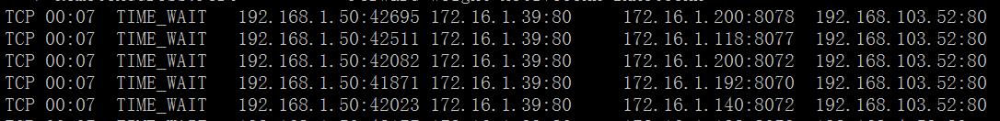 TCP 00:07 TIME_WAIT 192.168.1.50:42695 172.16.1.39:80 172.16.1.200:8078 192.168.103.52:80
TCP 00:07 TIME_WAIT 192.168.1.50:42511 172.16.1.39:80 172.16.1.118:8077 192.168.103.52:80
TCP 00:07 TIME_WAIT 192.168.1.50:42082 172.16.1.39:80 172.16.1.200:8072 192.168.103.52:80
TCP 00:07 TIME_WAIT 192.168.1.50:41871 172.16.1.39:80 172.16.1.192:8070 192.168.103.52:80
TCP 00:07 TIME_WAIT 192.168.1.50:42023 172.16.1.39:80 172.16.1.140:8072 192.168.103.52:80